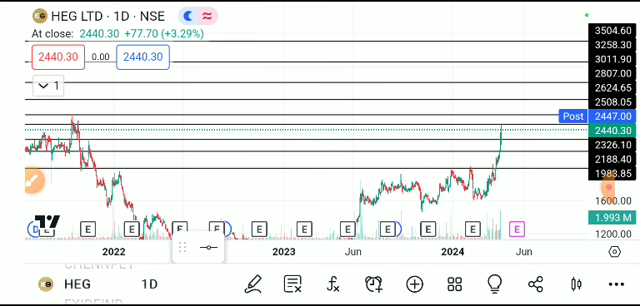 HEG LTD · 1D · NSE
At close: 2440.30 +77.70 (+3.29%)
2440.30 0.00 2440.30
1
3504.60
3258.30
3011.90
2807.00
2624.65
2508.05
Post 2447.00
2440.30
2326.10
2188.40
1983.85
1600.00
1.993 M
1200.00
D E E E E E E E E E E E
2022 2023 Jun 2024 Jun
HEG 1D